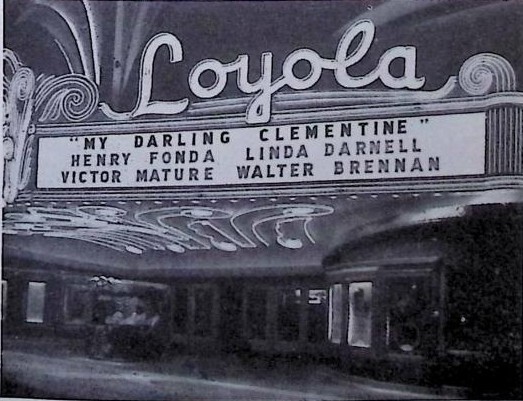 Loyola
"MY DARLING CLEMENTINE"
HENRY FONDA LINDA DARNELL
VICTOR MATURE WALTER BRENNAN